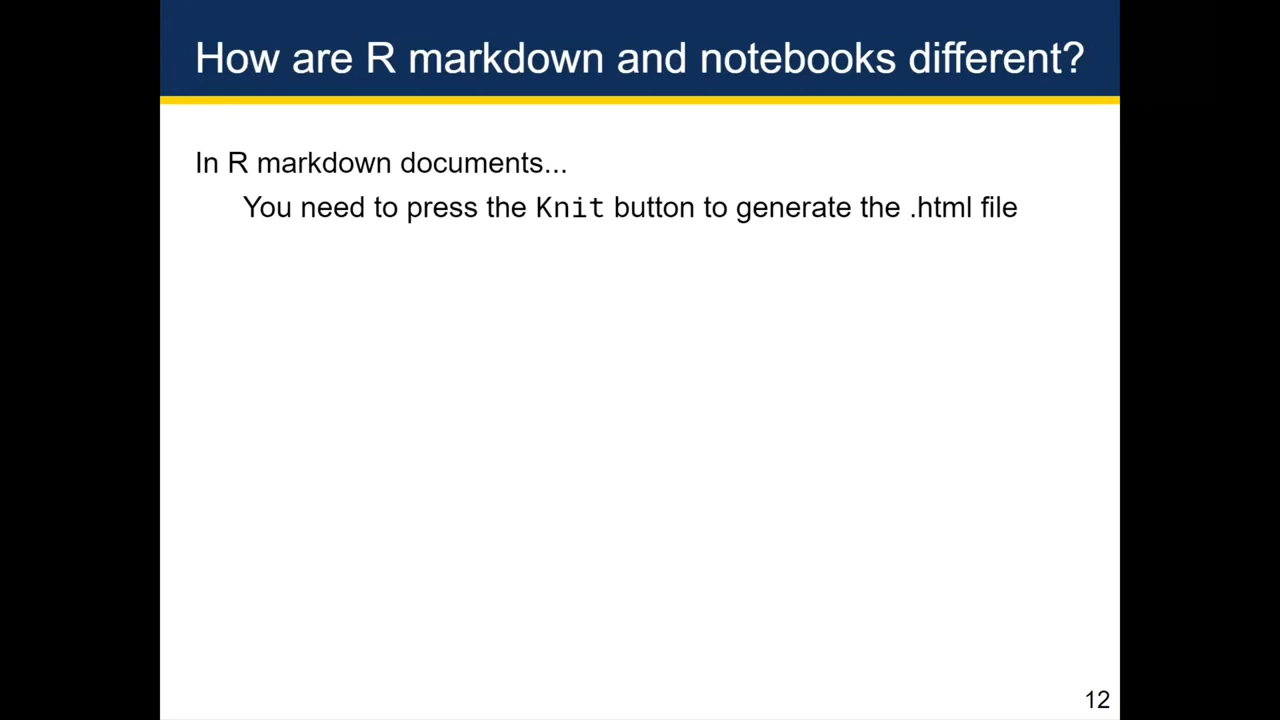 How are R markdown and notebooks different?
In R markdown documents...
You need to press the Knit button to generate the .html file
12